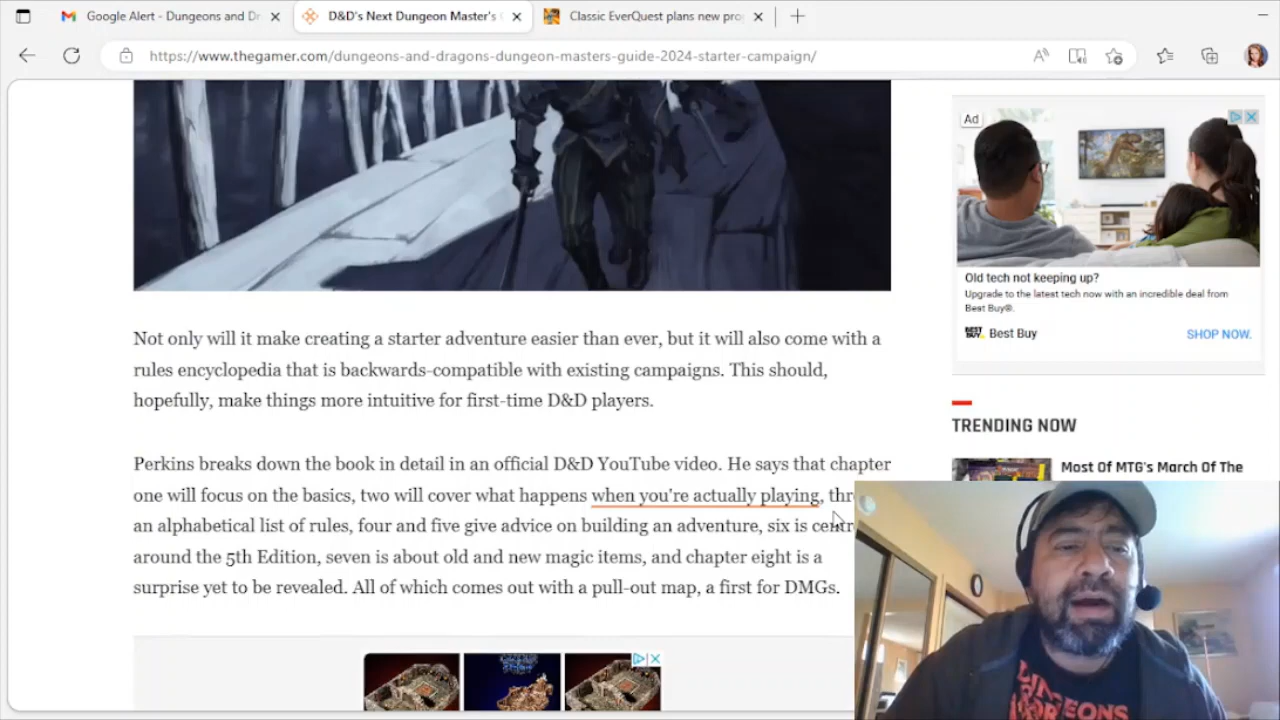 Google Alert - Dungeons and Dr
D&D's Next Dungeon Master's
Classic EverQuest plans new pro
https://www.thegamer.com/dungeons-and-dragons-dungeon-masters-guide-2024-starter-campaign/
Ad
Old tech not keeping up?
Upgrade to the latest tech now with an incredible deal from
Best Buy®.
BEST BUY
Best Buy
SHOP NOW.
Not only will it make creating a starter adventure easier than ever, but it will also come with a
rules encyclopedia that is backwards-compatible with existing campaigns. This should,
hopefully, make things more intuitive for first-time D&D players.
Perkins breaks down the book in detail in an official D&D YouTube video. He says that chapter
one will focus on the basics, two will cover what happens when you're actually playing, thr
an alphabetical list of rules, four and five give advice on building an adventure, six is centr
around the 5th Edition, seven is about old and new magic items, and chapter eight is a
surprise yet to be revealed. All of which comes out with a pull-out map, a first for DMGs.
TRENDING NOW
Most Of MTG's March Of The